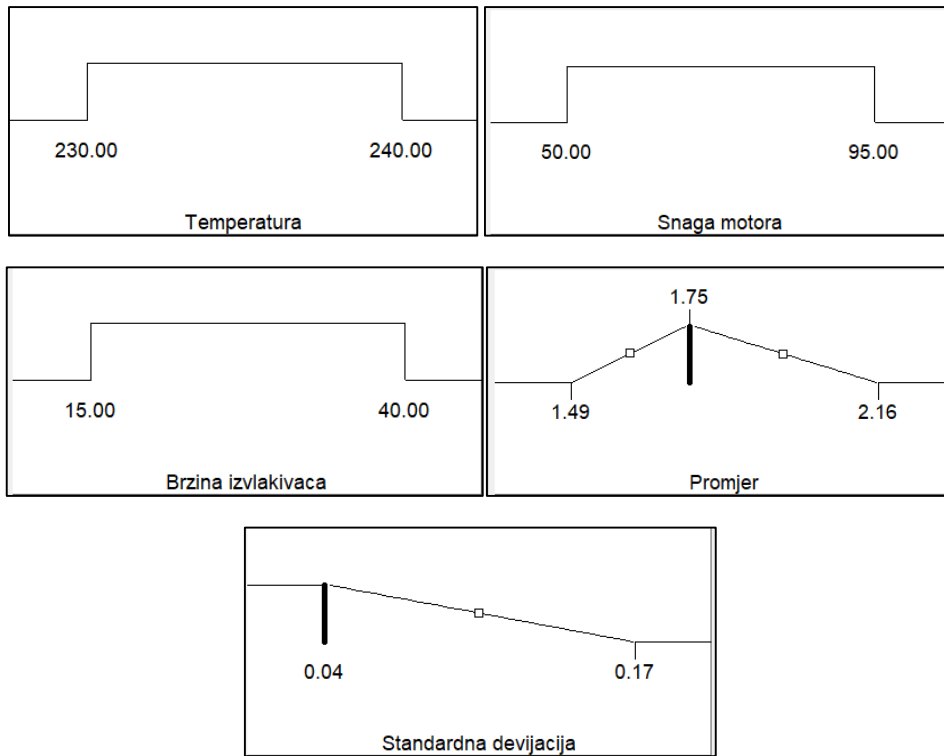 230.00 240.00
Temperatura
50.00 95.00
Snaga motora
15.00 40.00
Brzina izvlakivaca
1.75
1.49 2.16
Promjer
0.04 0.17
Standardna devijacija